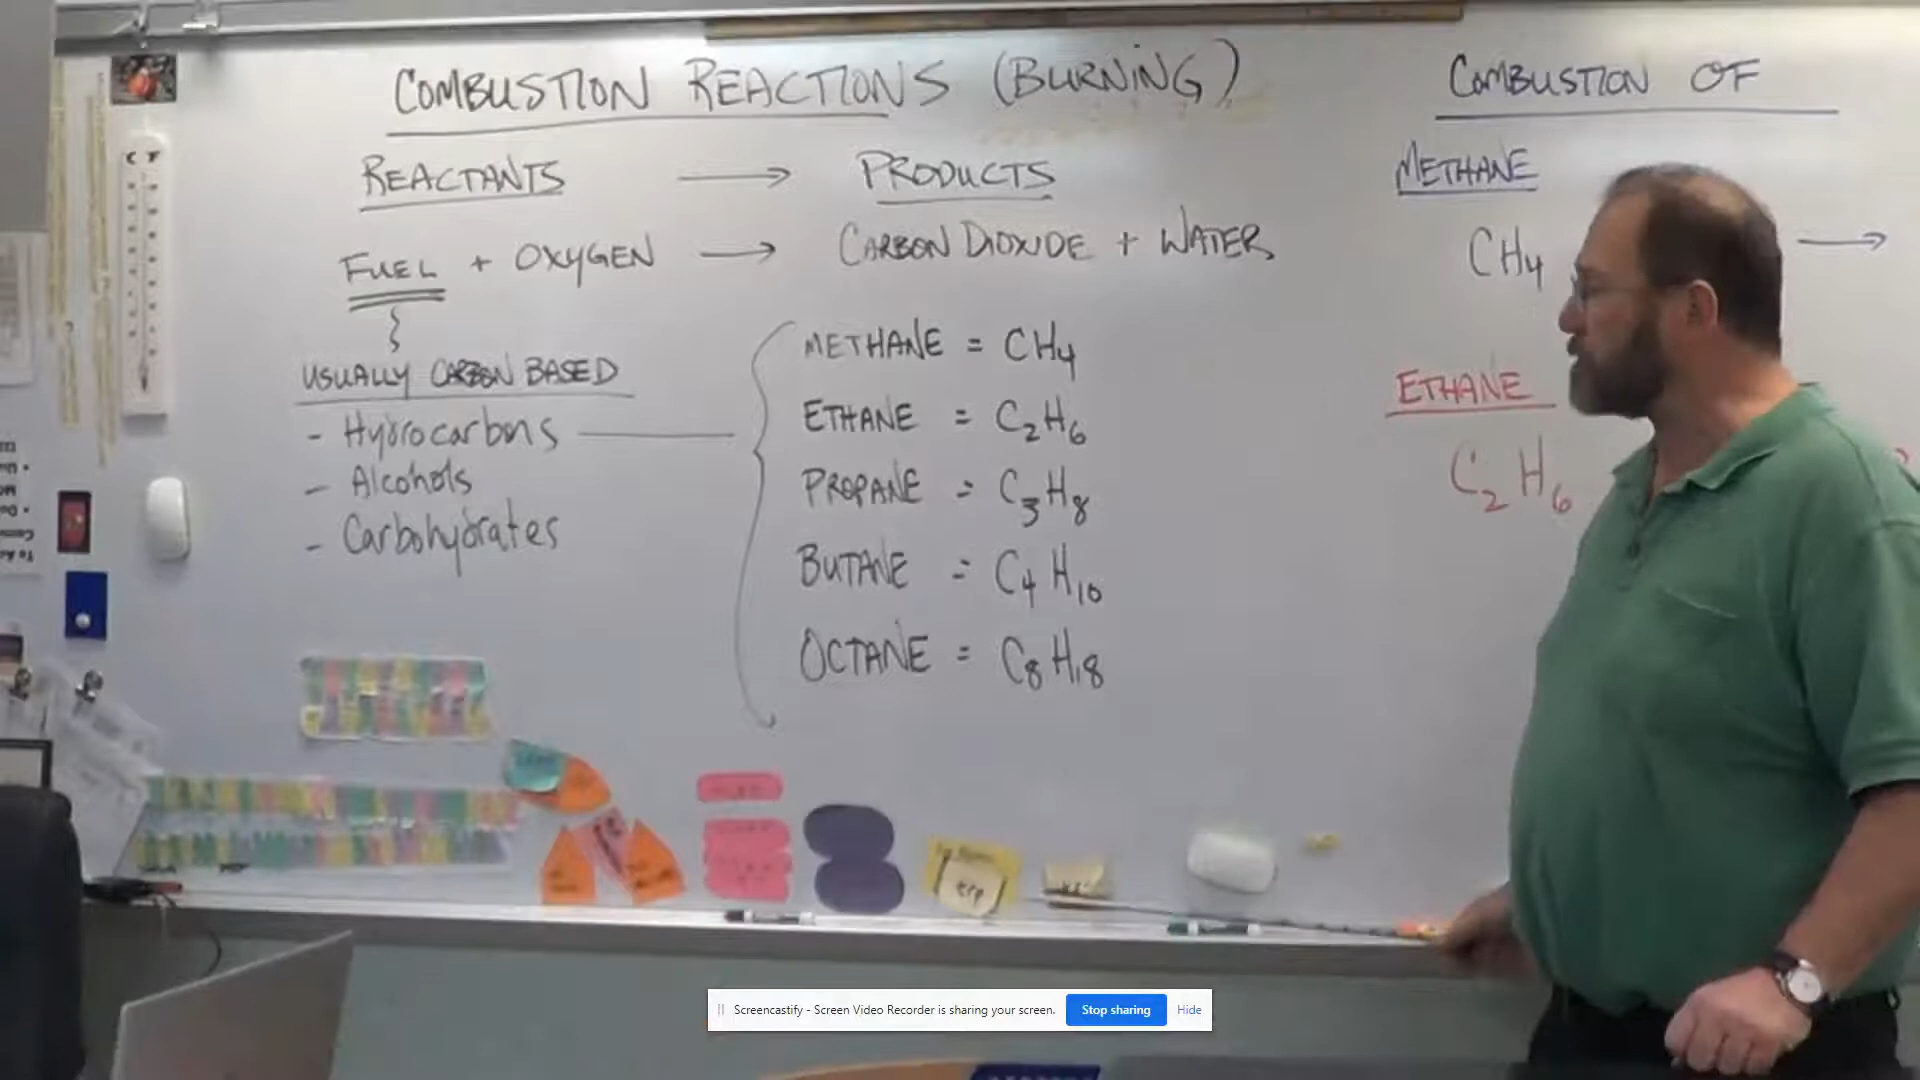 COMBUSTION REACTIONS (BURNING)
REACTANTS → PRODUCTS
FUEL + OXYGEN → CARBON DIOXIDE + WATER
USUALLY CARBON BASED
- Hydrocarbons
- Alcohols
- Carbohydrates
METHANE = CH4
ETHANE = C2H6
PROPANE = C3H8
BUTANE = C4H10
OCTANE = C8H18
COMBUSTION OF
METHANE
CH4 →
ETHANE
C2H6
C F
erp
Screencastify - Screen Video Recorder is sharing your screen. Stop sharing Hide